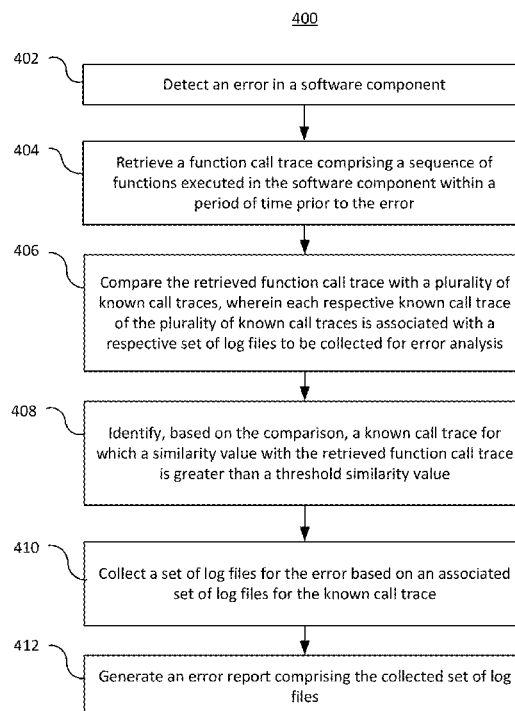 400
402
Detect an error in a software component
404
Retrieve a function call trace comprising a sequence of
functions executed in the software component within a
period of time prior to the error
406
Compare the retrieved function call trace with a plurality of
known call traces, wherein each respective known call trace
of the plurality of known call traces is associated with a
respective set of log files to be collected for error analysis
408
Identify, based on the comparison, a known call trace for
which a similarity value with the retrieved function call trace
is greater than a threshold similarity value
410
Collect a set of log files for the error based on an associated
set of log files for the known call trace
412
Generate an error report comprising the collected set of log
files